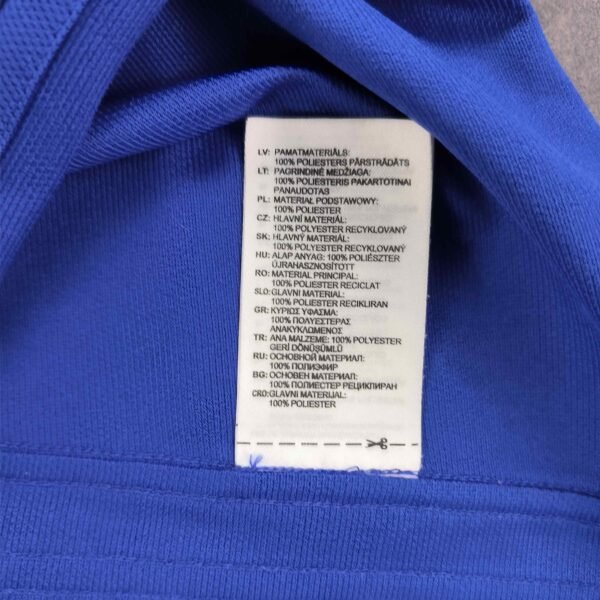 LV: PAMATMATERIĀLS:
100% POLIESTERS PĀRSTRĀDĀTS
LT: PAGRINDINĖ MEDŽIAGA:
100% POLIESTERIS PAKARTOTINAI
PANAUDOTAS
PL: MATERIAŁ PODSTAWOWY:
100% POLIESTER
CZ: HLAVNÍ MATERIÁL:
100% POLYESTER RECYKLOVANÝ
SK: HLAVNÝ MATERIÁL:
100% POLYESTER RECYKLOVANÝ
HU: ALAP ANYAG: 100% POLIÉSZTER
ÚJRAHASZNOSÍTOTT
RO: MATERIAL PRINCIPAL:
100% POLIESTER RECICLAT
SLO: GLAVNI MATERIAL:
100% POLIESTER RECIKLIRAN
GR: ΚΥΡΙΩΣ ΥΦΑΣΜΑ:
100% ΠΟΛΥΕΣΤΕΡΑΣ
ΑΝΑΚΥΚΛΩΜΕΝΟΣ
TR: ANA MALZEME: 100% POLYESTER
GERİ DÖNÜŞÜMLÜ
RU: ОСНОВНОЙ МАТЕРИАЛ:
100% ПОЛИЭФИР
BG: ОСНОВЕН МАТЕРИАЛ:
100% ПОЛИЕСТЕР РЕЦИКЛИРАН
CRO: GLAVNI MATERIJAL:
100% POLIESTER